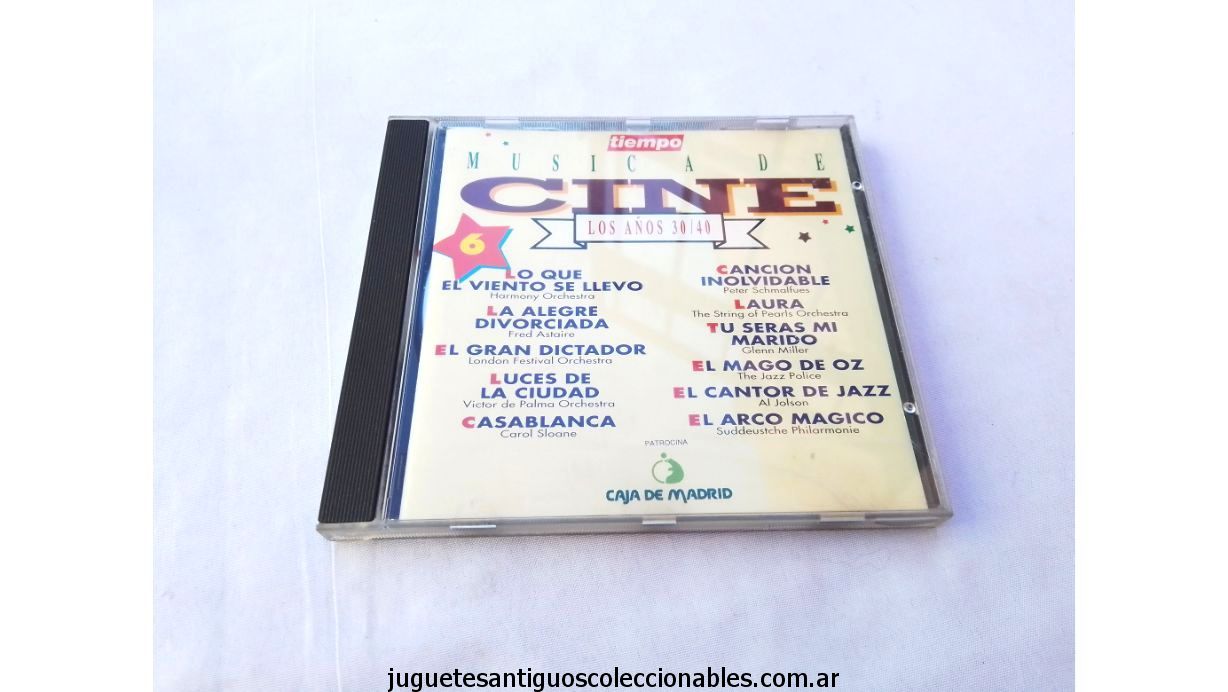 tiempo
MUSICA DE
CINE
LOS AÑOS 30/40
6
LO QUE
EL VIENTO SE LLEVO
Harmony Orchestra
LA ALEGRE
DIVORCIADA
Fred Astaire
EL GRAN DICTADOR
London Festival Orchestra
LUCES DE
LA CIUDAD
Victor de Palma Orchestra
CASABLANCA
Carol Sloane
CANCION
INOLVIDABLE
Peter Schmalfues
LAURA
The String of Pearls Orchestra
TU SERAS MI
MARIDO
Glenn Miller
EL MAGO DE OZ
The Jazz Police
EL CANTOR DE JAZZ
Al Jolson
EL ARCO MAGICO
Suddeustche Philarmonie
PATROCINA
CAJA DE MADRID
juguetesantiguoscoleccionables.com.ar